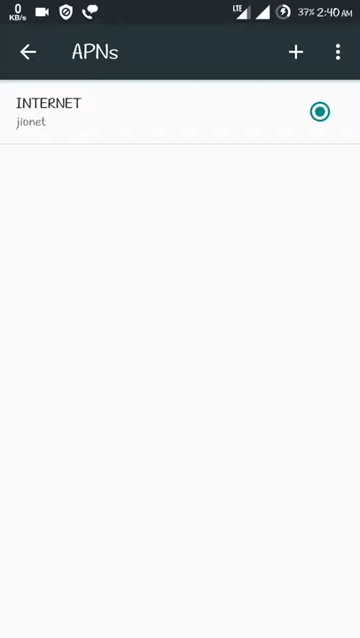 0
KB/s
LTE
37% 2:40 AM
APNs
INTERNET
jionet